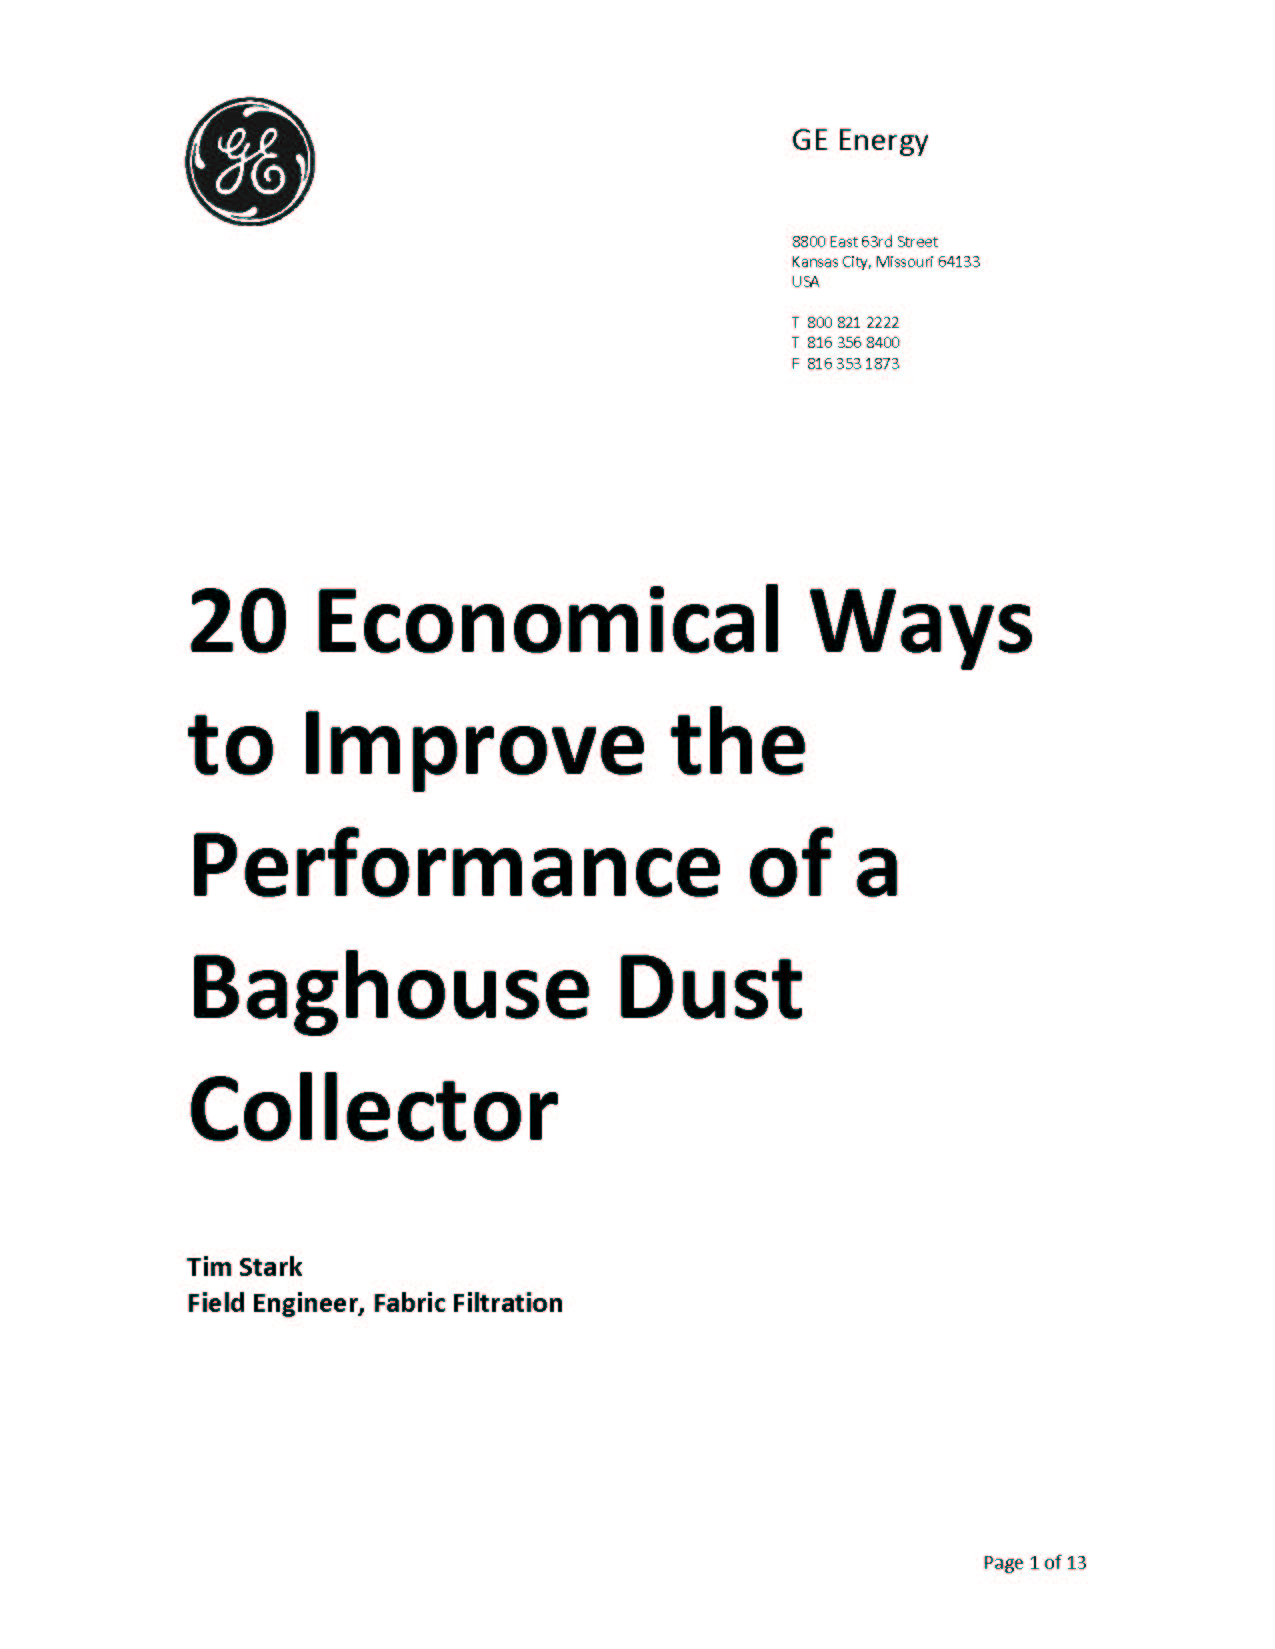 GE
GE Energy
8800 East 63rd Street
Kansas City, Missouri 64133
USA
T 800 821 2222
T 816 356 8400
F 816 353 1873
20 Economical Ways
to Improve the
Performance of a
Baghouse Dust
Collector
Tim Stark
Field Engineer, Fabric Filtration
Page 1 of 13